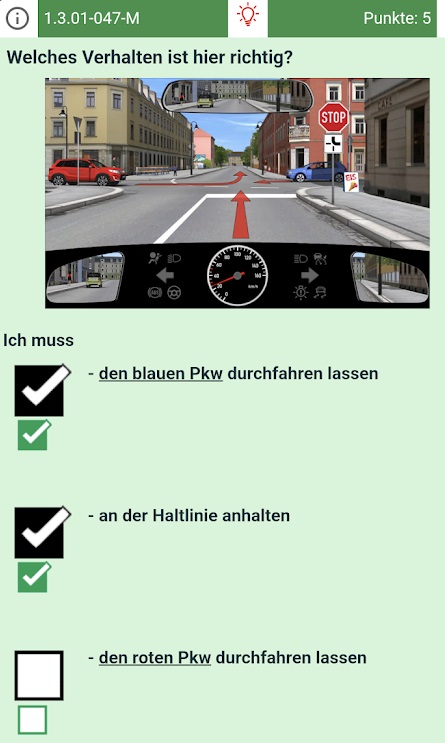 1.3.01-047-M
Punkte: 5
Welches Verhalten ist hier richtig?
STOP
EIS
Ich muss
- den blauen Pkw durchfahren lassen
- an der Haltlinie anhalten
- den roten Pkw durchfahren lassen